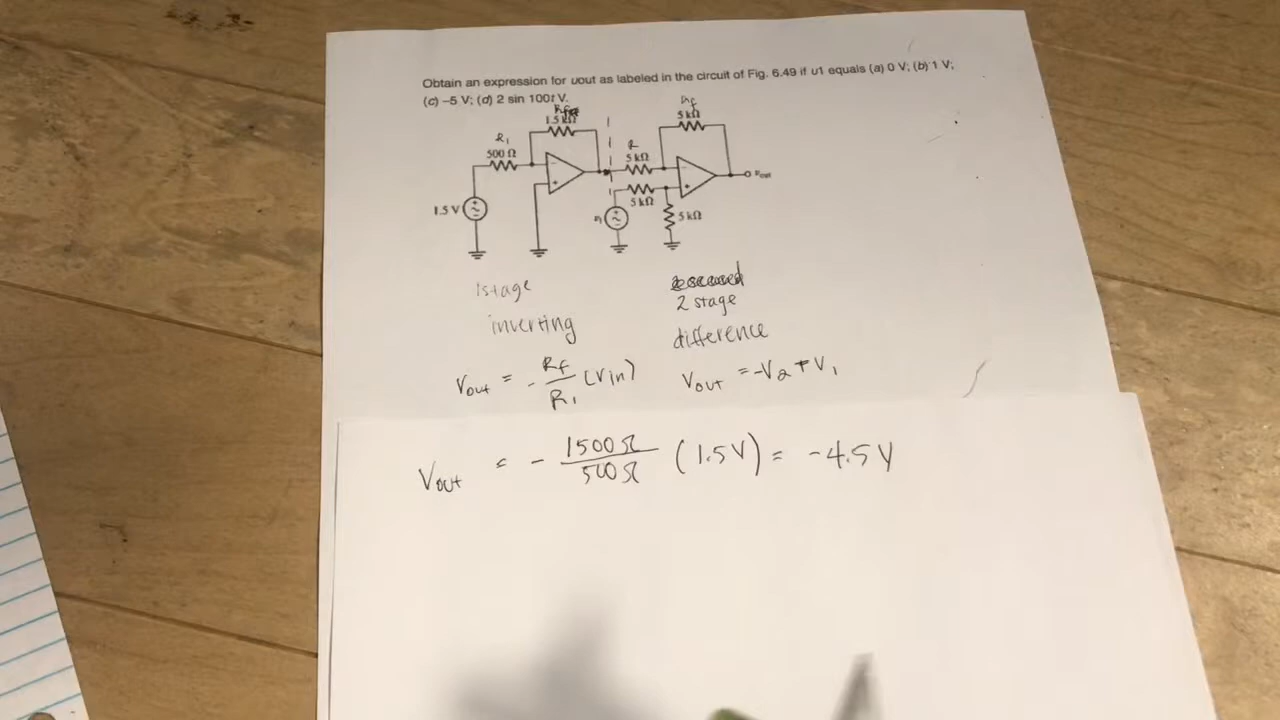 Obtain an expression for υout as labeled in the circuit of Fig. 6.49 if υ1 equals (a) 0 V; (b) 1 V;
(c) –5 V; (d) 2 sin 100t V.
Rf
1.5 kΩ
R1
500 Ω
1.5 V
Rf
5 kΩ
R
5 kΩ
5 kΩ
5 kΩ
v1
vout
1stage
inverting
Vout = - Rf/R1 (Vin)
2 stage
difference
Vout = -V2 + V1
Vout = - 1500Ω/500Ω (1.5V) = -4.5V